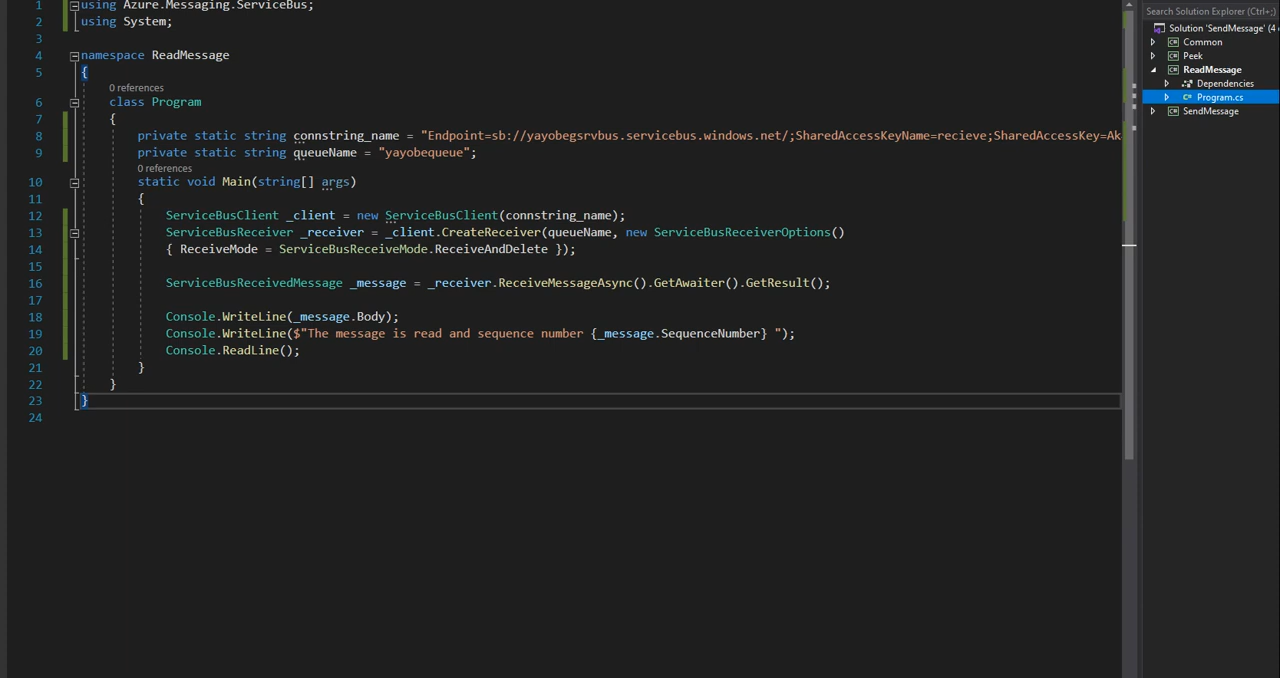 1 using Azure.Messaging.ServiceBus;
2 using System;
3
4 namespace ReadMessage
5 {
0 references
6 class Program
7 {
8 private static string connstring_name = "Endpoint=sb://yayobegsrvbus.servicebus.windows.net/;SharedAccessKeyName=recieve;SharedAccessKey=Ak
9 private static string queueName = "yayobequeue";
0 references
10 static void Main(string[] args)
11 {
12 ServiceBusClient _client = new ServiceBusClient(connstring_name);
13 ServiceBusReceiver _receiver = _client.CreateReceiver(queueName, new ServiceBusReceiverOptions()
14 { ReceiveMode = ServiceBusReceiveMode.ReceiveAndDelete });
15
16 ServiceBusReceivedMessage _message = _receiver.ReceiveMessageAsync().GetAwaiter().GetResult();
17
18 Console.WriteLine(_message.Body);
19 Console.WriteLine($"The message is read and sequence number {_message.SequenceNumber} ");
20 Console.ReadLine();
21 }
22 }
23 }
24
Search Solution Explorer (Ctrl+;)
Solution 'SendMessage' (4
Common
Peek
ReadMessage
Dependencies
Program.cs
SendMessage